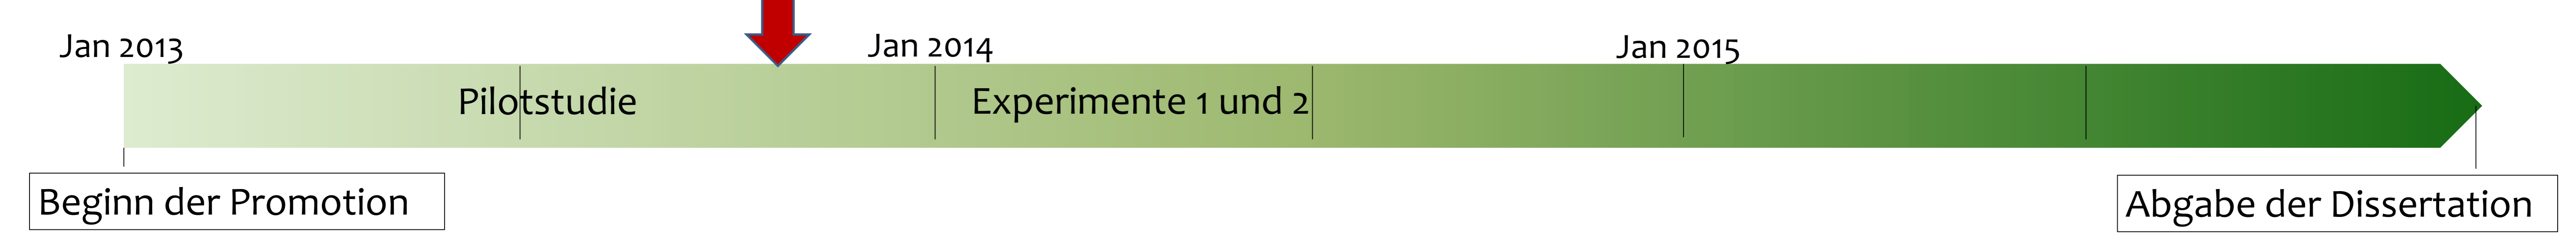 Jan 2013
Jan 2014
Jan 2015
Pilotstudie
Experimente 1 und 2
Beginn der Promotion
Abgabe der Dissertation